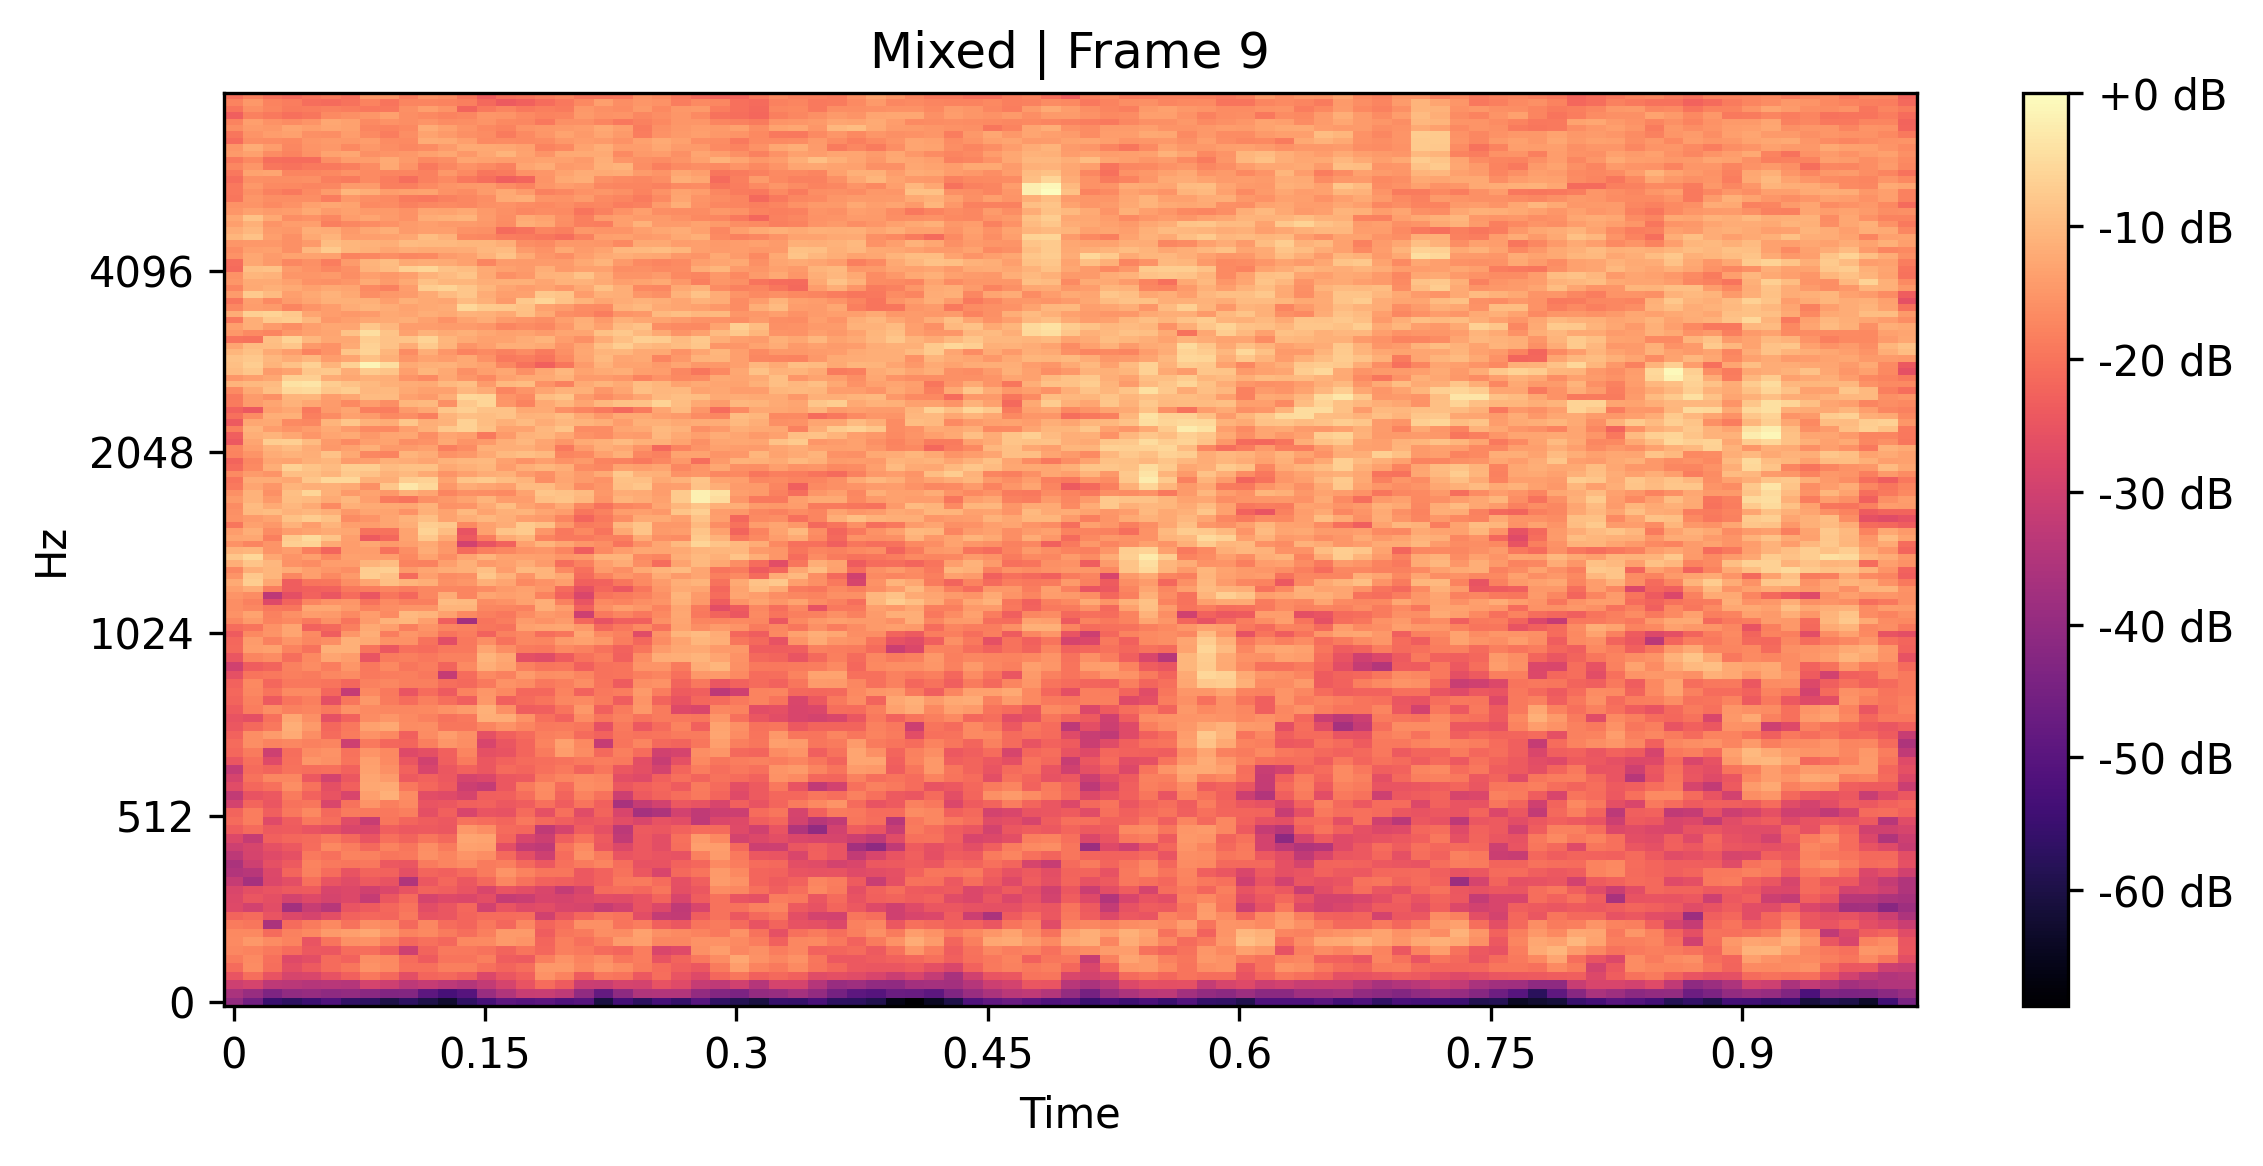 Mixed | Frame 9
+0 dB
-10 dB
-20 dB
-30 dB
-40 dB
-50 dB
-60 dB
Hz
4096
2048
1024
512
0
0 0.15 0.3 0.45 0.6 0.75 0.9
Time